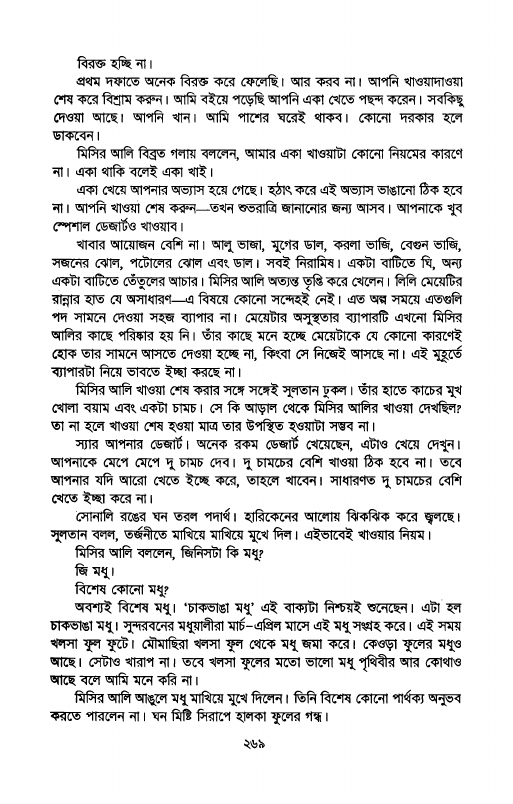 বিরক্ত হচ্ছি না।
প্রথম দফাতে অনেক বিরক্ত করে ফেলেছি। আর করব না। আপনি খাওয়াদাওয়া
শেষ করে বিশ্রাম করুন। আমি বইয়ে পড়েছি আপনি একা খেতে পছন্দ করেন। সবকিছু
দেওয়া আছে। আপনি খান। আমি পাশের ঘরেই থাকব। কোনো দরকার হলে
ডাকবেন।
মিসির আলি বিব্রত গলায় বললেন, আমার একা খাওয়াটা কোনো নিয়মের কারণে
না। একা থাকি বলেই একা খাই।
একা খেয়ে আপনার অভ্যাস হয়ে গেছে। হঠাৎ করে এই অভ্যাস ভাঙানো ঠিক হবে
না। আপনি খাওয়া শেষ করুন—তখন শুভরাত্রি জানানোর জন্য আসব। আপনাকে খুব
স্পেশাল ডেজার্টও খাওয়াব।
খাবার আয়োজন বেশি না। আলু ভাজা, মুগের ডাল, করলা ভাজি, বেগুন ভাজি,
সজনের ঝোল, পটোলের ঝোল এবং ডাল। সবই নিরামিষ। একটা বাটিতে ঘি, অন্য
একটা বাটিতে তেঁতুলের আচার। মিসির আলি অত্যন্ত তৃপ্তি করে খেলেন। লিলি মেয়েটির
রান্নার হাত যে অসাধারণ—এ বিষয়ে কোনো সন্দেহই নেই। এত অল্প সময়ে এতগুলি
পদ সামনে দেওয়া সহজ ব্যাপার না। মেয়েটার অসুস্থতার ব্যাপারটি এখনো মিসির
আলির কাছে পরিষ্কার হয় নি। তাঁর কাছে মনে হচ্ছে মেয়েটাকে যে কোনো কারণেই
হোক তার সামনে আসতে দেওয়া হচ্ছে না, কিংবা সে নিজেই আসছে না। এই মুহূর্তে
ব্যাপারটা নিয়ে ভাবতে ইচ্ছা করছে না।
মিসির আলি খাওয়া শেষ করার সঙ্গে সঙ্গেই সুলতান ঢুকল। তাঁর হাতে কাচের মুখ
খোলা বয়াম এবং একটা চামচ। সে কি আড়াল থেকে মিসির আলির খাওয়া দেখছিল?
তা না হলে খাওয়া শেষ হওয়া মাত্র তার উপস্থিত হওয়াটা সম্ভব না।
স্যার আপনার ডেজার্ট। অনেক রকম ডেজার্ট খেয়েছেন, এটাও খেয়ে দেখুন।
আপনাকে মেপে মেপে দু চামচ দেব। দু চামচের বেশি খাওয়া ঠিক হবে না। তবে
আপনার যদি আরো খেতে ইচ্ছে করে, তাহলে খাবেন। সাধারণত দু চামচের বেশি
খেতে ইচ্ছা করে না।
সোনালি রঙের ঘন তরল পদার্থ। হারিকেনের আলোয় ঝিকঝিক করে জ্বলছে।
সুলতান বলল, তর্জনীতে মাখিয়ে মাখিয়ে মুখে দিল। এইভাবেই খাওয়ার নিয়ম।
মিসির আলি বললেন, জিনিসটা কি মধু?
জি মধু।
বিশেষ কোনো মধু?
অবশ্যই বিশেষ মধু। ‘চাকভাঙা মধু’ এই বাক্যটা নিশ্চয়ই শুনেছেন। এটা হল
চাকভাঙা মধু। সুন্দরবনের মধুয়ালীরা মার্চ-এপ্রিল মাসে এই মধু সংগ্রহ করে। এই সময়
খলসা ফুল ফুটে। মৌমাছিরা খলসা ফুল থেকে মধু জমা করে। কেওড়া ফুলের মধুও
আছে। সেটাও খারাপ না। তবে খলসা ফুলের মতো ভালো মধু পৃথিবীর আর কোথাও
আছে বলে আমি মনে করি না।
মিসির আলি আঙুলে মধু মাখিয়ে মুখে দিলেন। তিনি বিশেষ কোনো পার্থক্য অনুভব
করতে পারলেন না। ঘন মিষ্টি সিরাপে হালকা ফুলের গন্ধ।
২৬৯